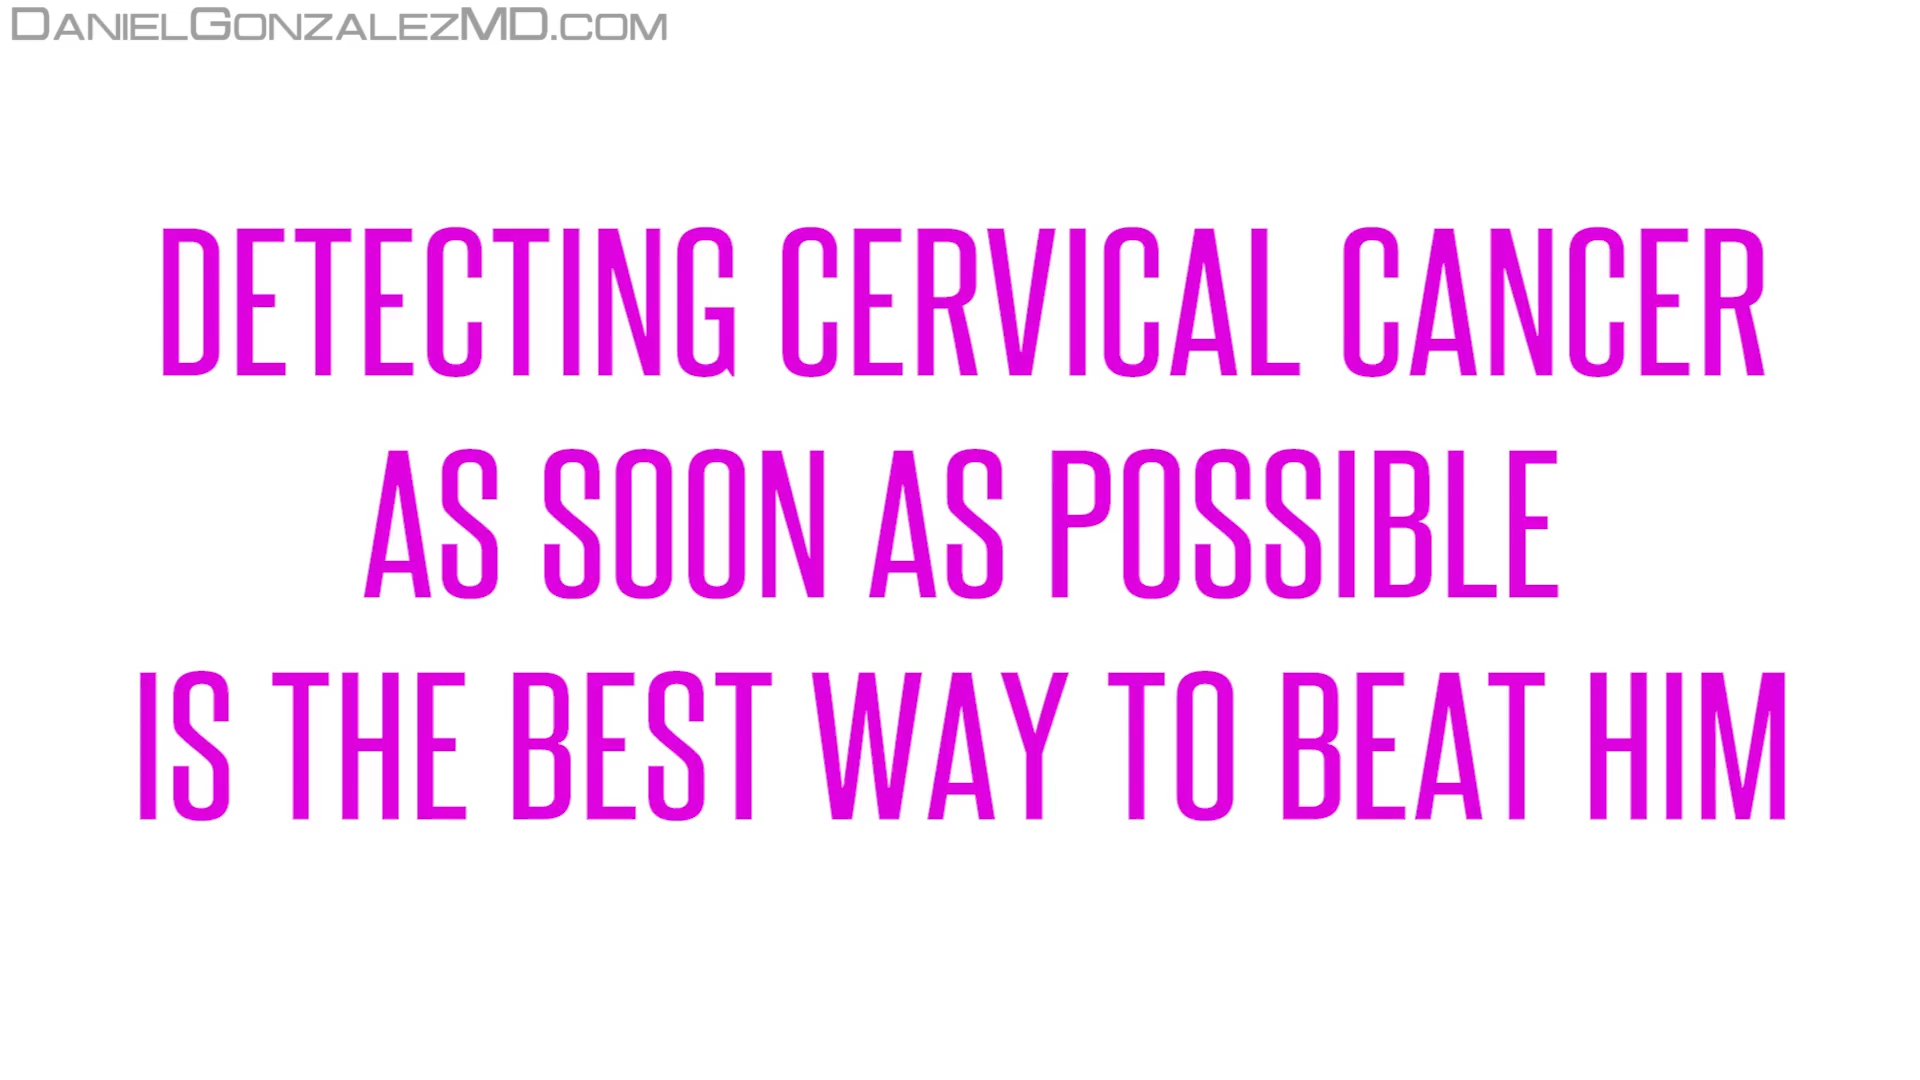 DanielGonzalezMD.com
DETECTING CERVICAL CANCER
AS SOON AS POSSIBLE
IS THE BEST WAY TO BEAT HIM